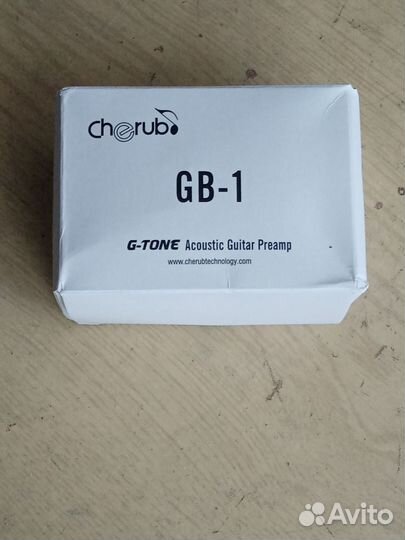 Cherub
GB-1
G-TONE Acoustic Guitar Preamp
www.cherubtechnology.com
Avito